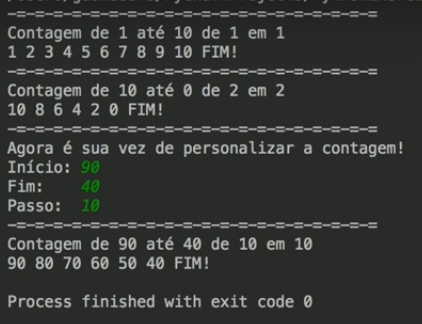 -=-=-=-=-=-=-=-=-=-=-=-=-=-=-=-=-=-=-=-=
Contagem de 1 até 10 de 1 em 1
1 2 3 4 5 6 7 8 9 10 FIM!
-=-=-=-=-=-=-=-=-=-=-=-=-=-=-=-=-=-=-=-=
Contagem de 10 até 0 de 2 em 2
10 8 6 4 2 0 FIM!
-=-=-=-=-=-=-=-=-=-=-=-=-=-=-=-=-=-=-=-=
Agora é sua vez de personalizar a contagem!
Início: 90
Fim:    40
Passo:  10
-=-=-=-=-=-=-=-=-=-=-=-=-=-=-=-=-=-=-=-=
Contagem de 90 até 40 de 10 em 10
90 80 70 60 50 40 FIM!
Process finished with exit code 0